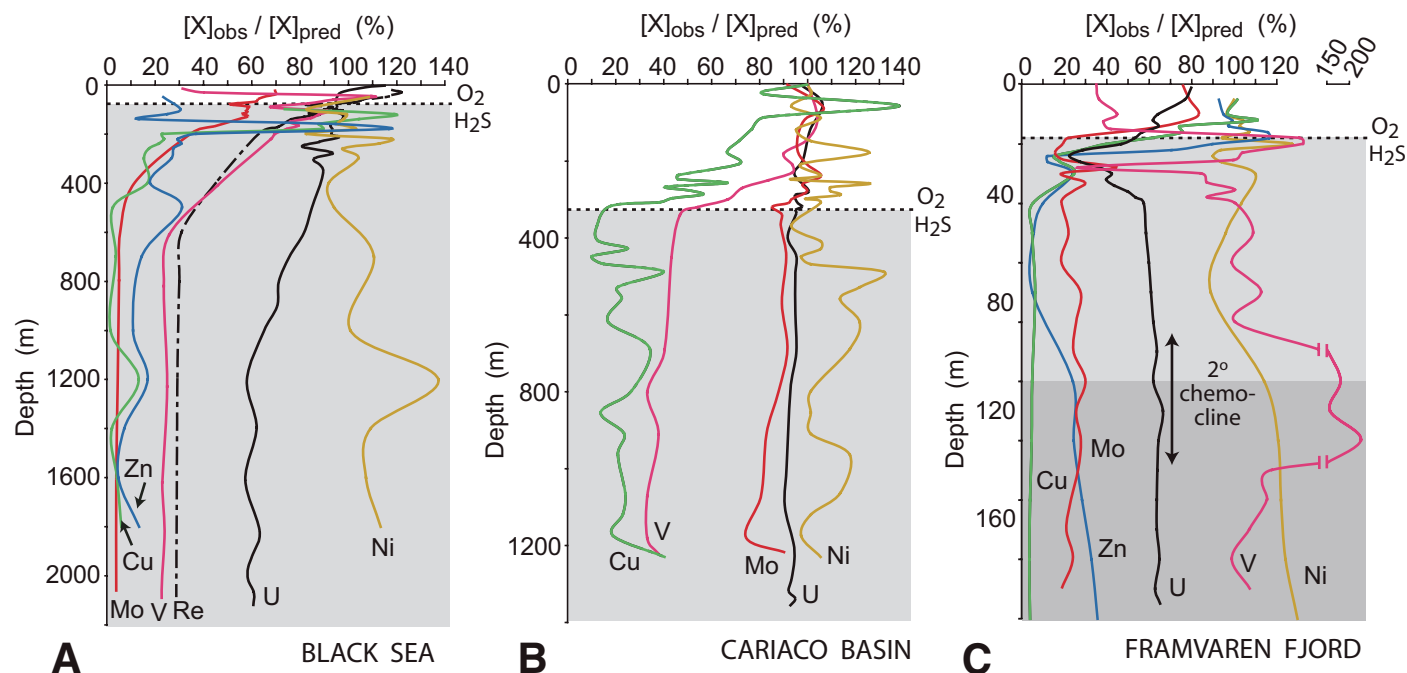 [X]obs / [X]pred (%)
0 20 40 60 80 100 120 140
O2
H2S
0
400
800
1200
1600
2000
Depth (m)
Zn
Cu
Mo
V
Re
U
Ni
A
BLACK SEA
[X]obs / [X]pred (%)
0 20 40 60 80 100 120 140
O2
H2S
0
400
800
1200
Depth (m)
Cu
V
Mo
U
Ni
B
CARIACO BASIN
[X]obs / [X]pred (%)
0 20 40 60 80 100 120
150
200
O2
H2S
0
40
80
120
160
Depth (m)
2º
chemo-
cline
Cu
Mo
Zn
U
V
Ni
C
FRAMVAREN FJORD